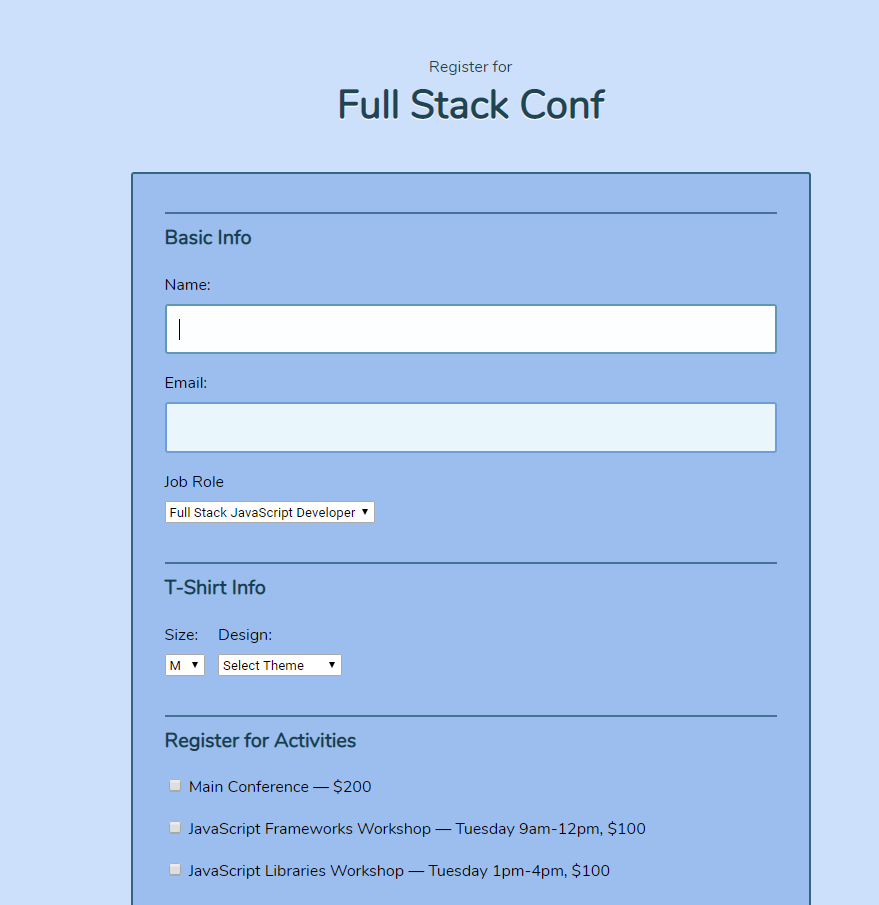 Register for
Full Stack Conf
Basic Info
Name:
Email:
Job Role
Full Stack JavaScript Developer
T-Shirt Info
Size: Design:
M Select Theme
Register for Activities
Main Conference — $200
JavaScript Frameworks Workshop — Tuesday 9am-12pm, $100
JavaScript Libraries Workshop — Tuesday 1pm-4pm, $100